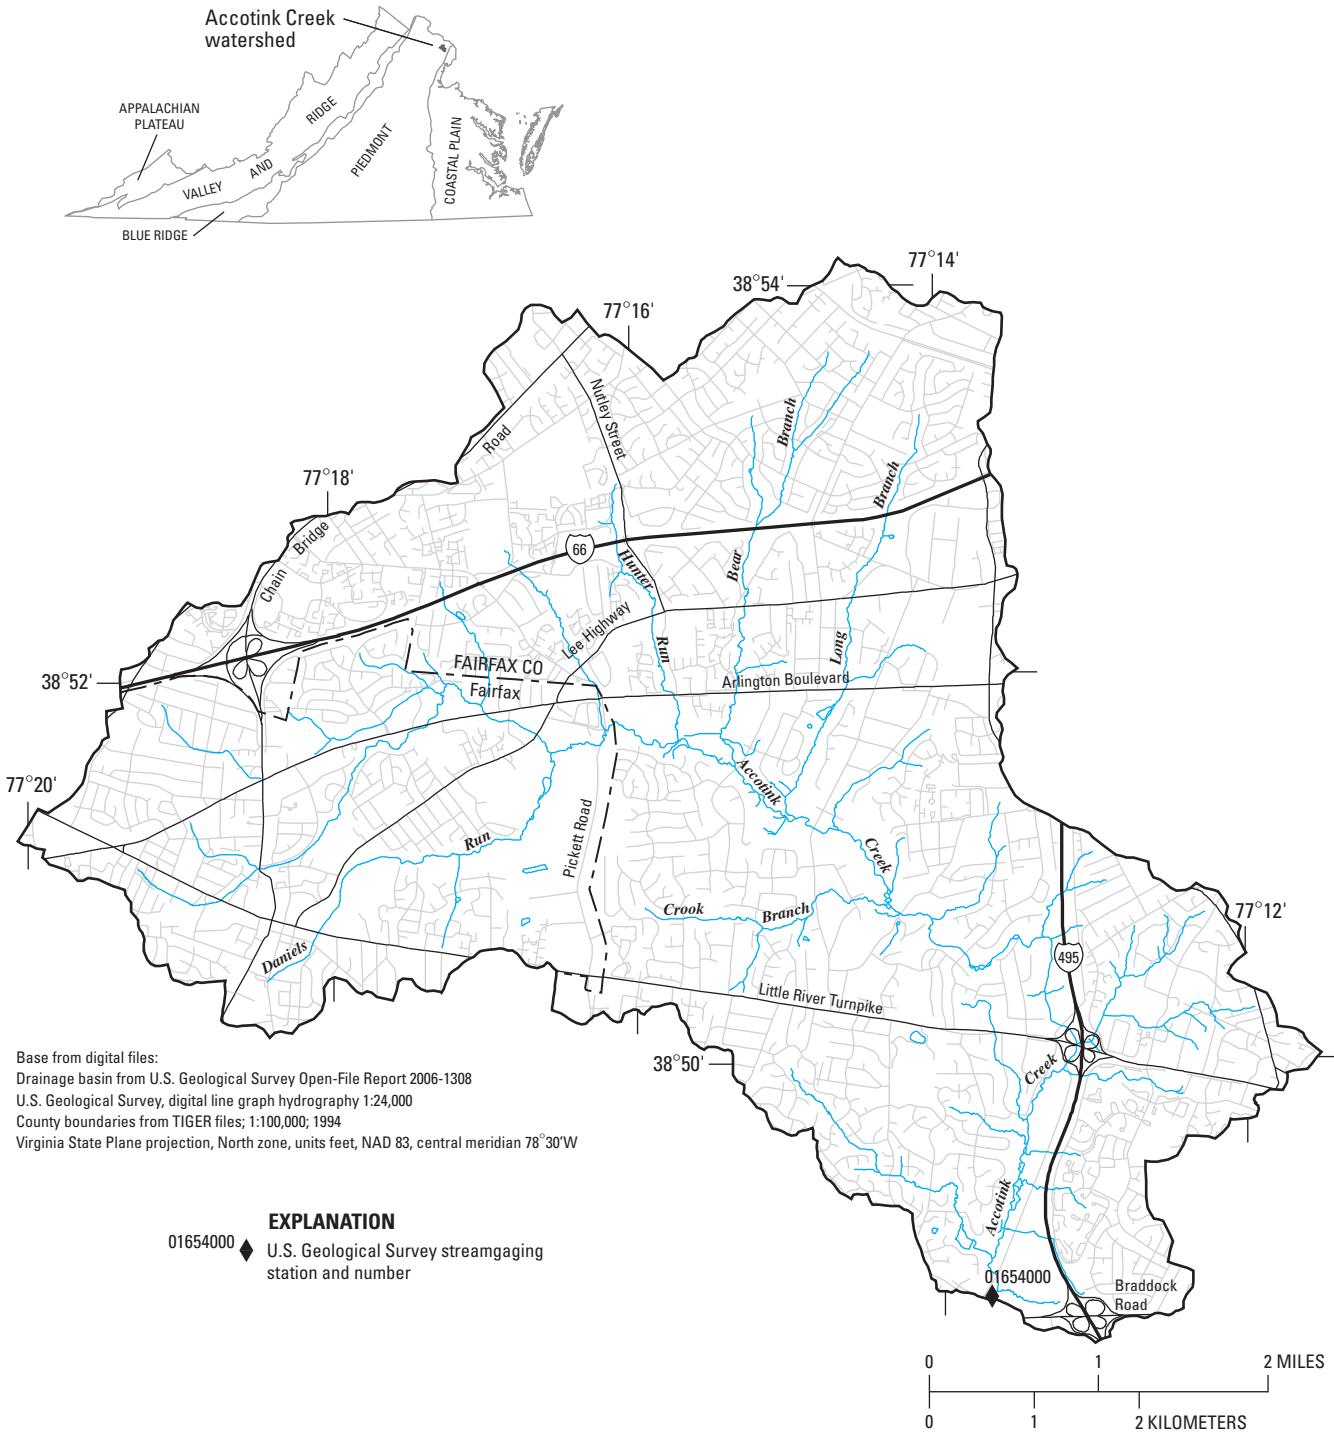 Accotink Creek
watershed
APPALACHIAN
PLATEAU
RIDGE
AND
VALLEY
PIEDMONT
COASTAL PLAIN
BLUE RIDGE
77°14'
38°54'
77°16'
Nutley Street
Branch
Road
Branch
77°18'
Bridge
66
Chain
Hunter
Bear
Lee Highway
Run
Long
FAIRFAX CO
Fairfax
38°52'
Arlington Boulevard
77°20'
Accotink
Pickett Road
Run
Creek
Crook
Branch
77°12'
Daniels
495
Little River Turnpike
38°50'
Creek
Base from digital files:
Drainage basin from U.S. Geological Survey Open-File Report 2006-1308
U.S. Geological Survey, digital line graph hydrography 1:24,000
County boundaries from TIGER files; 1:100,000; 1994
Virginia State Plane projection, North zone, units feet, NAD 83, central meridian 78°30'W
Accotink
EXPLANATION
01654000
U.S. Geological Survey streamgaging
station and number
01654000
Braddock
Road
0 1 2 MILES
0 1 2 KILOMETERS